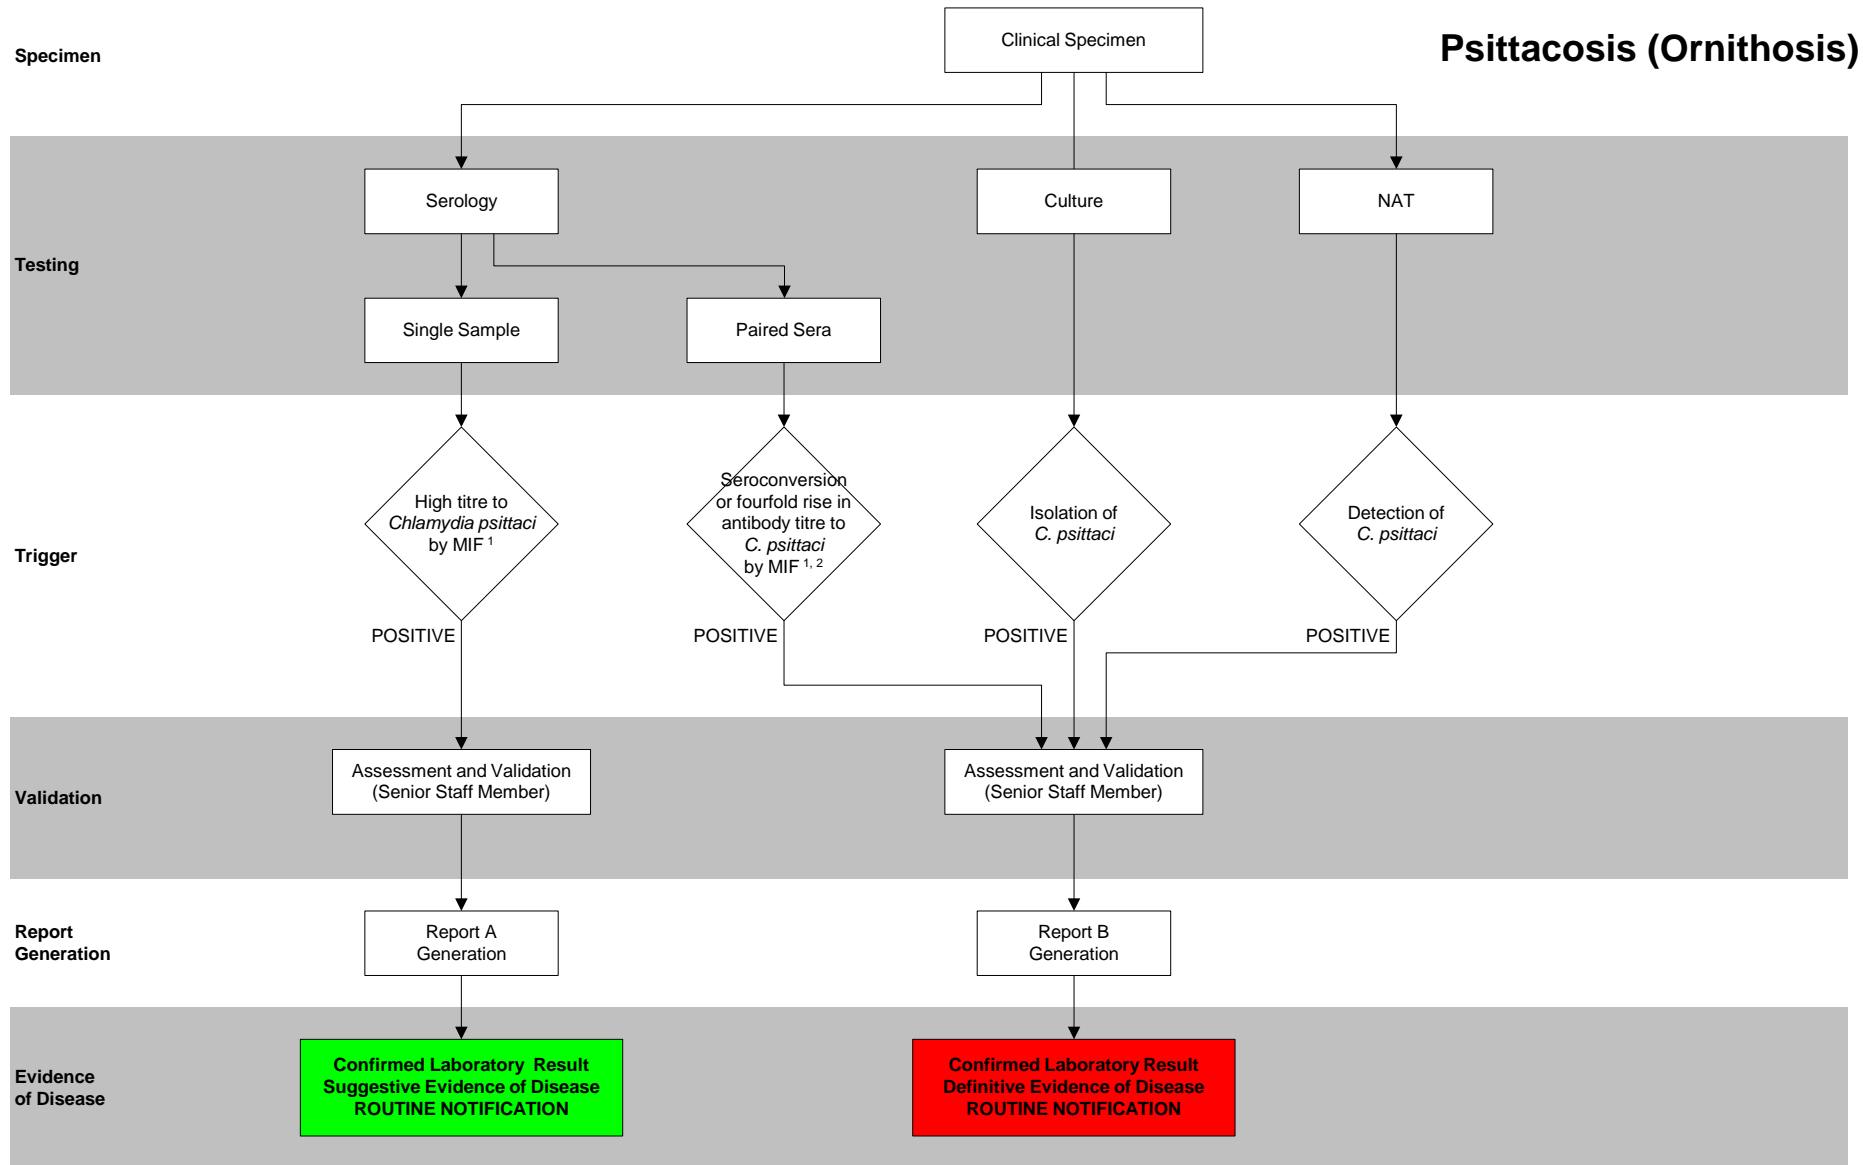 Psittacosis (Ornithosis)
Specimen
Clinical Specimen
Testing
Serology
Culture
NAT
Single Sample
Paired Sera
Trigger
High titre to
Chlamydia psittaci
by MIF 1
Seroconversion
or fourfold rise in
antibody titre to
C. psittaci
by MIF 1, 2
Isolation of
C. psittaci
Detection of
C. psittaci
POSITIVE
POSITIVE
POSITIVE
POSITIVE
Validation
Assessment and Validation
(Senior Staff Member)
Assessment and Validation
(Senior Staff Member)
Report
Generation
Report A
Generation
Report B
Generation
Evidence
of Disease
Confirmed Laboratory  Result
Suggestive Evidence of Disease
ROUTINE NOTIFICATION
Confirmed Laboratory Result
Definitive Evidence of Disease
ROUTINE NOTIFICATION